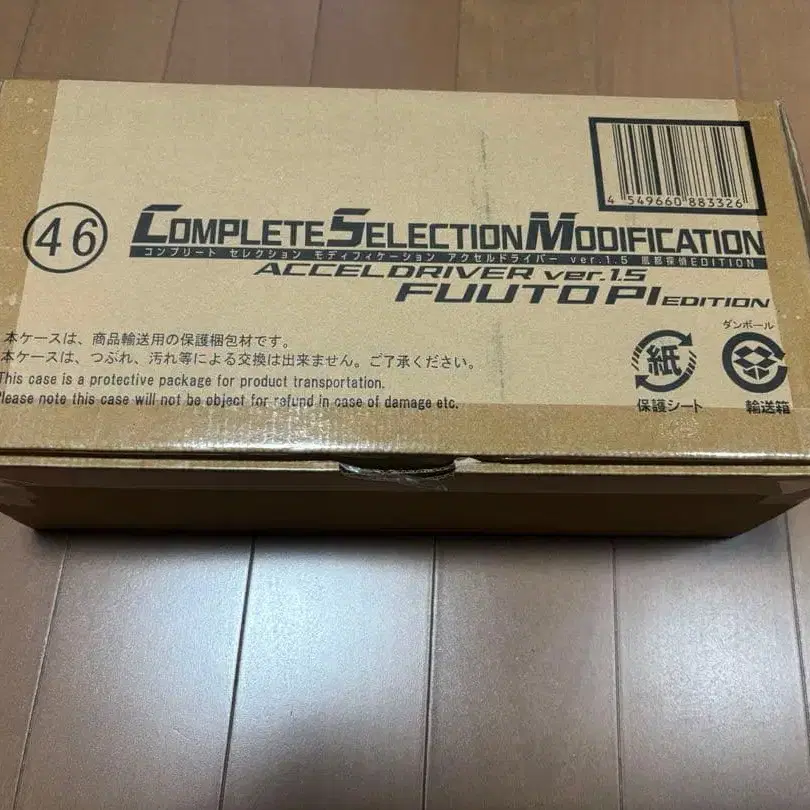 4 549660 883326
46
COMPLETE SELECTION MODIFICATION
コンプリート セレクション モディフィケーション アクセルドライバー ver.1.5 風都探偵EDITION
ACCELDRIVER ver.1.5
FUUTO PI EDITION
本ケースは、商品輸送用の保護梱包材です。
本ケースは、つぶれ、汚れ等による交換は出来ません。ご了承ください。
This case is a protective package for product transportation.
Please note this case will not be object for refund in case of damage etc.
紙
保護シート
ダンボール
輸送箱